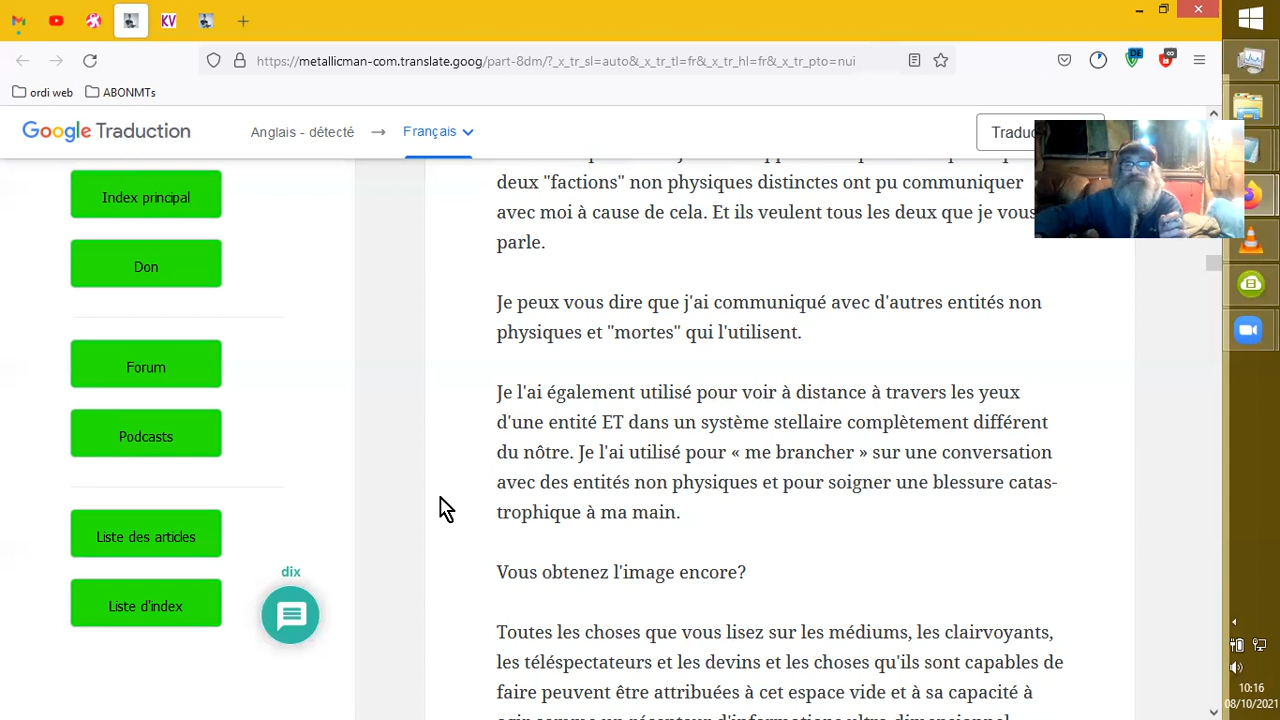 https://metallicman-com.translate.goog/part-8dm/?_x_tr_sl=auto&_x_tr_tl=fr&_x_tr_hl=fr&_x_tr_pto=nui
ordi web ABONMTs
Google Traduction Anglais - détecté → Français
deux "factions" non physiques distinctes ont pu communiquer
avec moi à cause de cela. Et ils veulent tous les deux que je vous
parle.
Je peux vous dire que j'ai communiqué avec d'autres entités non
physiques et "mortes" qui l'utilisent.
Je l'ai également utilisé pour voir à distance à travers les yeux
d'une entité ET dans un système stellaire complètement différent
du nôtre. Je l'ai utilisé pour « me brancher » sur une conversation
avec des entités non physiques et pour soigner une blessure catas-
trophique à ma main.
Vous obtenez l'image encore?
Toutes les choses que vous lisez sur les médiums, les clairvoyants,
les téléspectateurs et les devins et les choses qu'ils sont capables de
faire peuvent être attribuées à cet espace vide et à sa capacité à
Index principal
Don
Forum
Podcasts
Liste des articles
Liste d'index
dix
KV
DE
10:16
08/10/2021